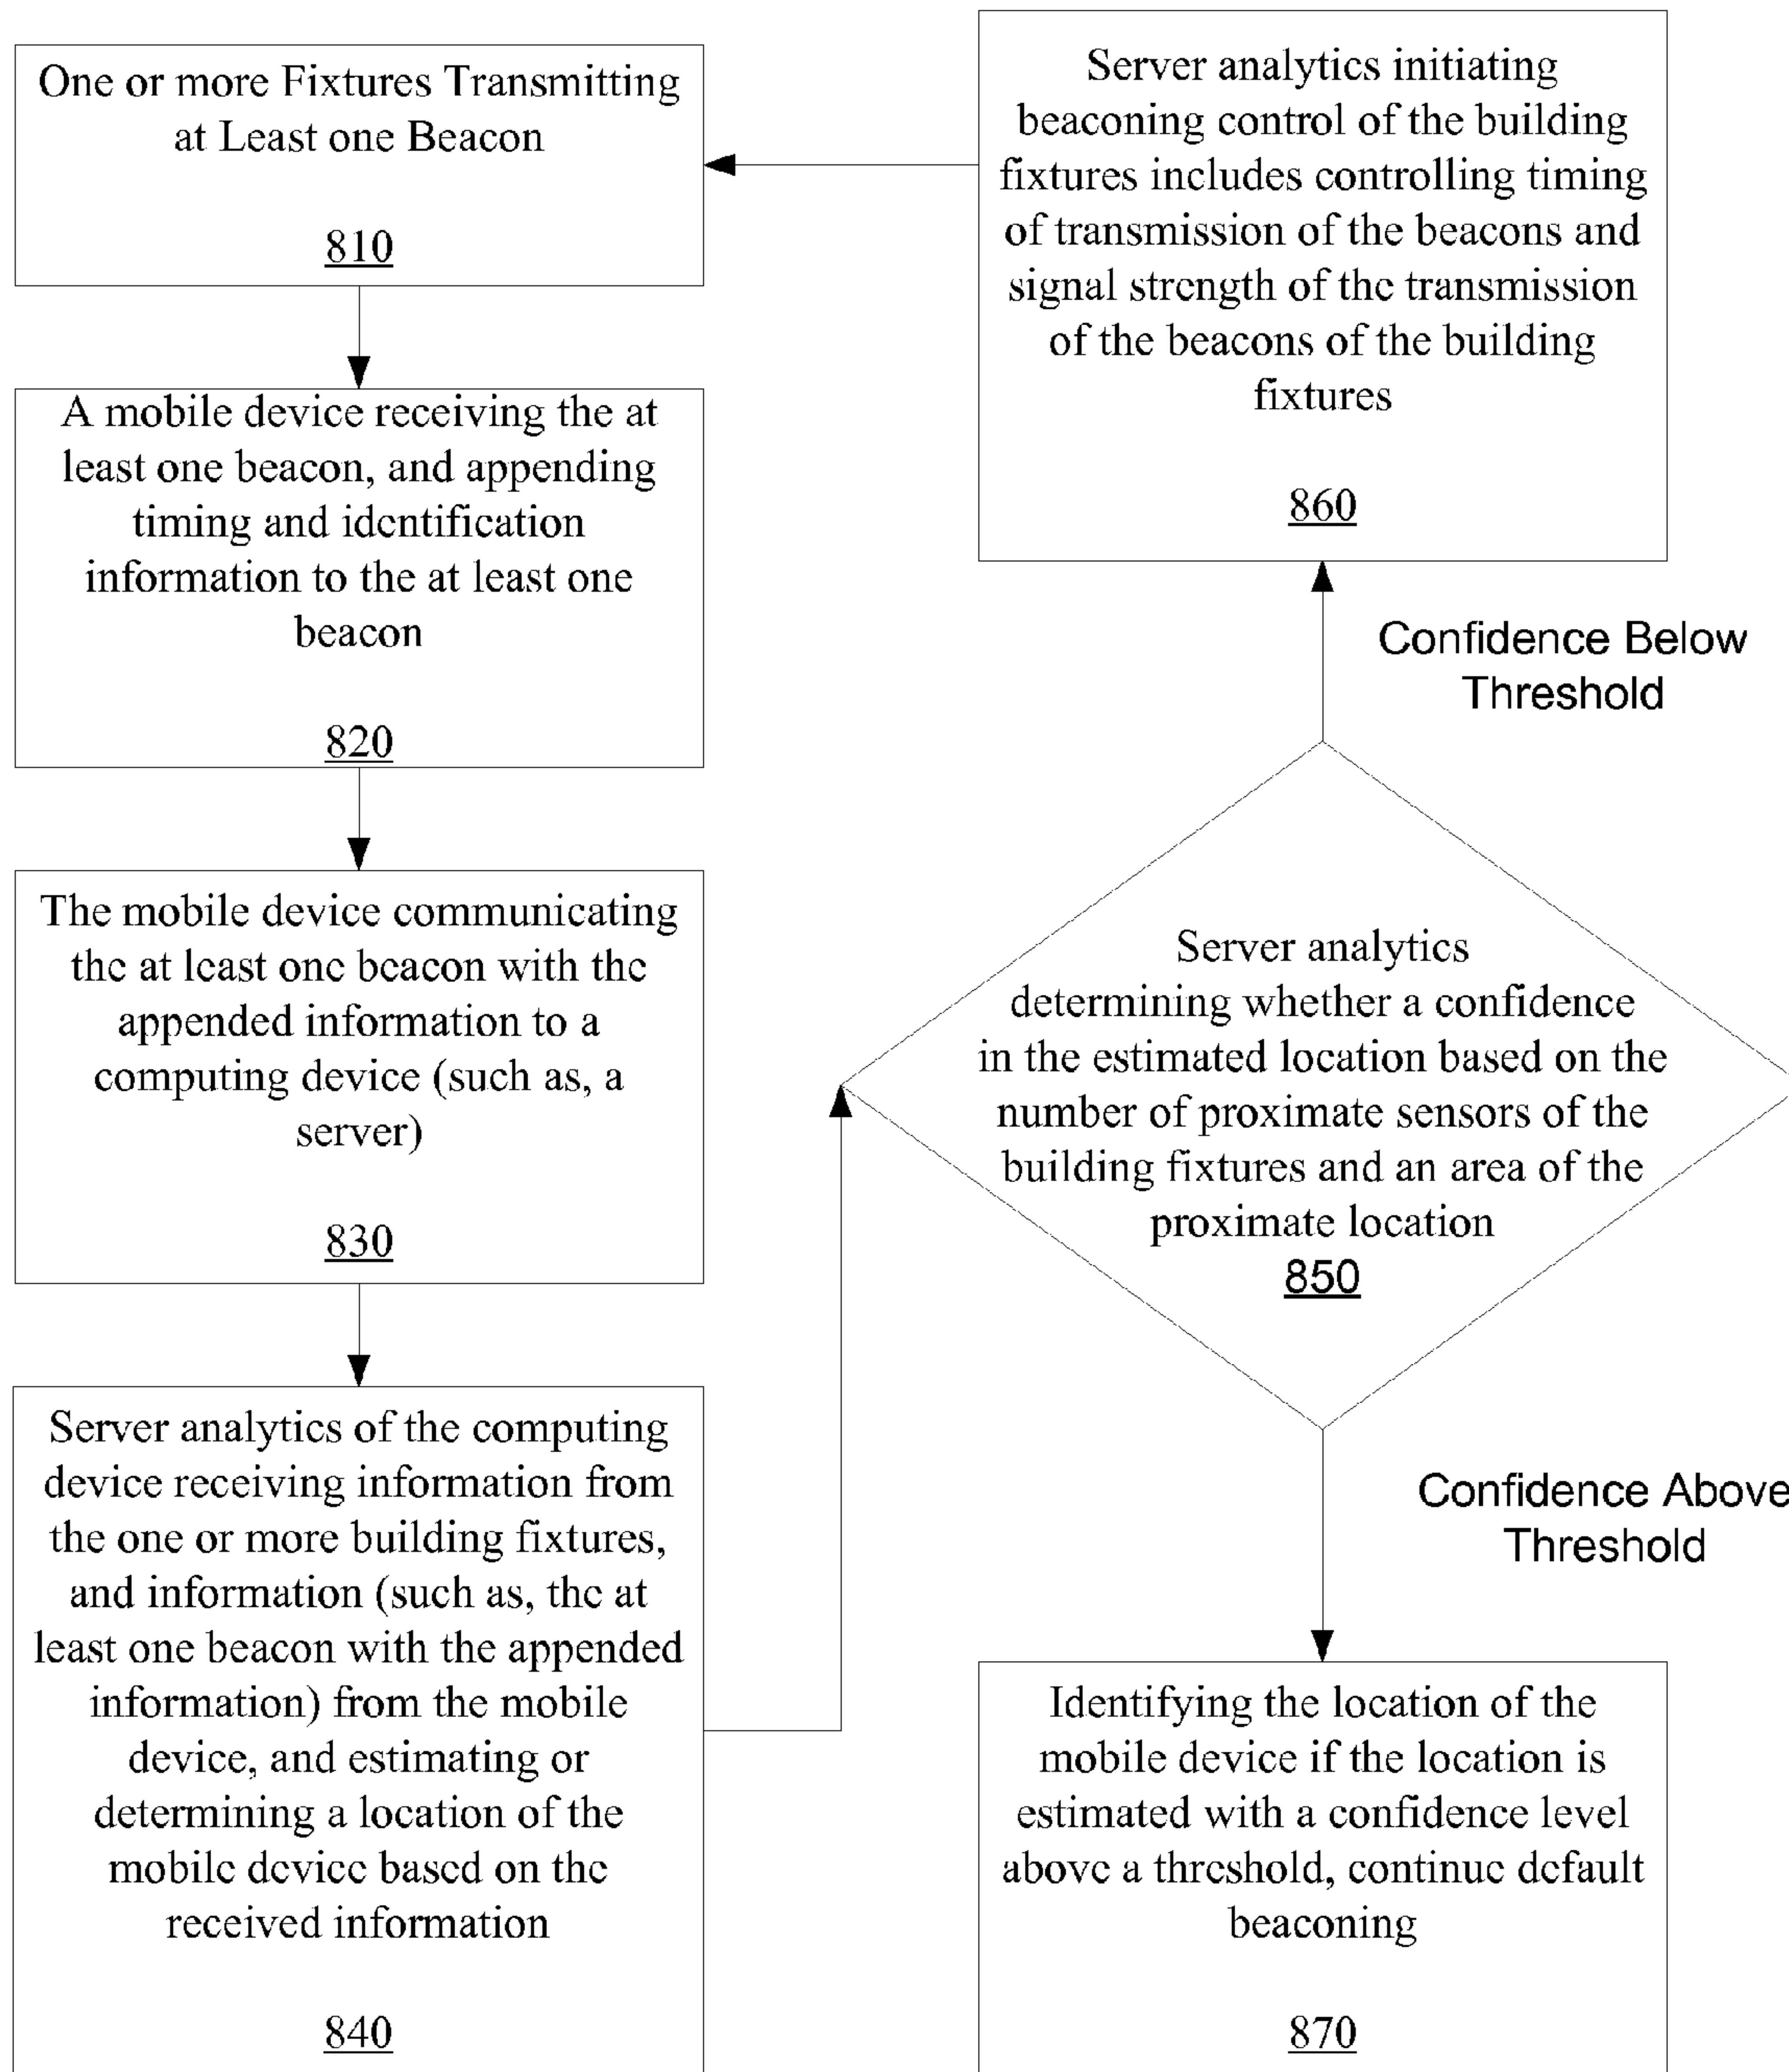 One or more Fixtures Transmitting
at Least one Beacon
810
A mobile device receiving the at
least one beacon, and appending
timing and identification
information to the at least one
beacon
820
The mobile device communicating
the at least one beacon with the
appended information to a
computing device (such as, a
server)
830
Server analytics of the computing
device receiving information from
the one or more building fixtures,
and information (such as, the at
least one beacon with the appended
information) from the mobile
device, and estimating or
determining a location of the
mobile device based on the
received information
840
Server analytics
determining whether a confidence
in the estimated location based on the
number of proximate sensors of the
building fixtures and an area of the
proximate location
850
Confidence Below
Threshold
Server analytics initiating
beaconing control of the building
fixtures includes controlling timing
of transmission of the beacons and
signal strength of the transmission
of the beacons of the building
fixtures
860
Confidence Above
Threshold
Identifying the location of the
mobile device if the location is
estimated with a confidence level
above a threshold, continue default
beaconing
870